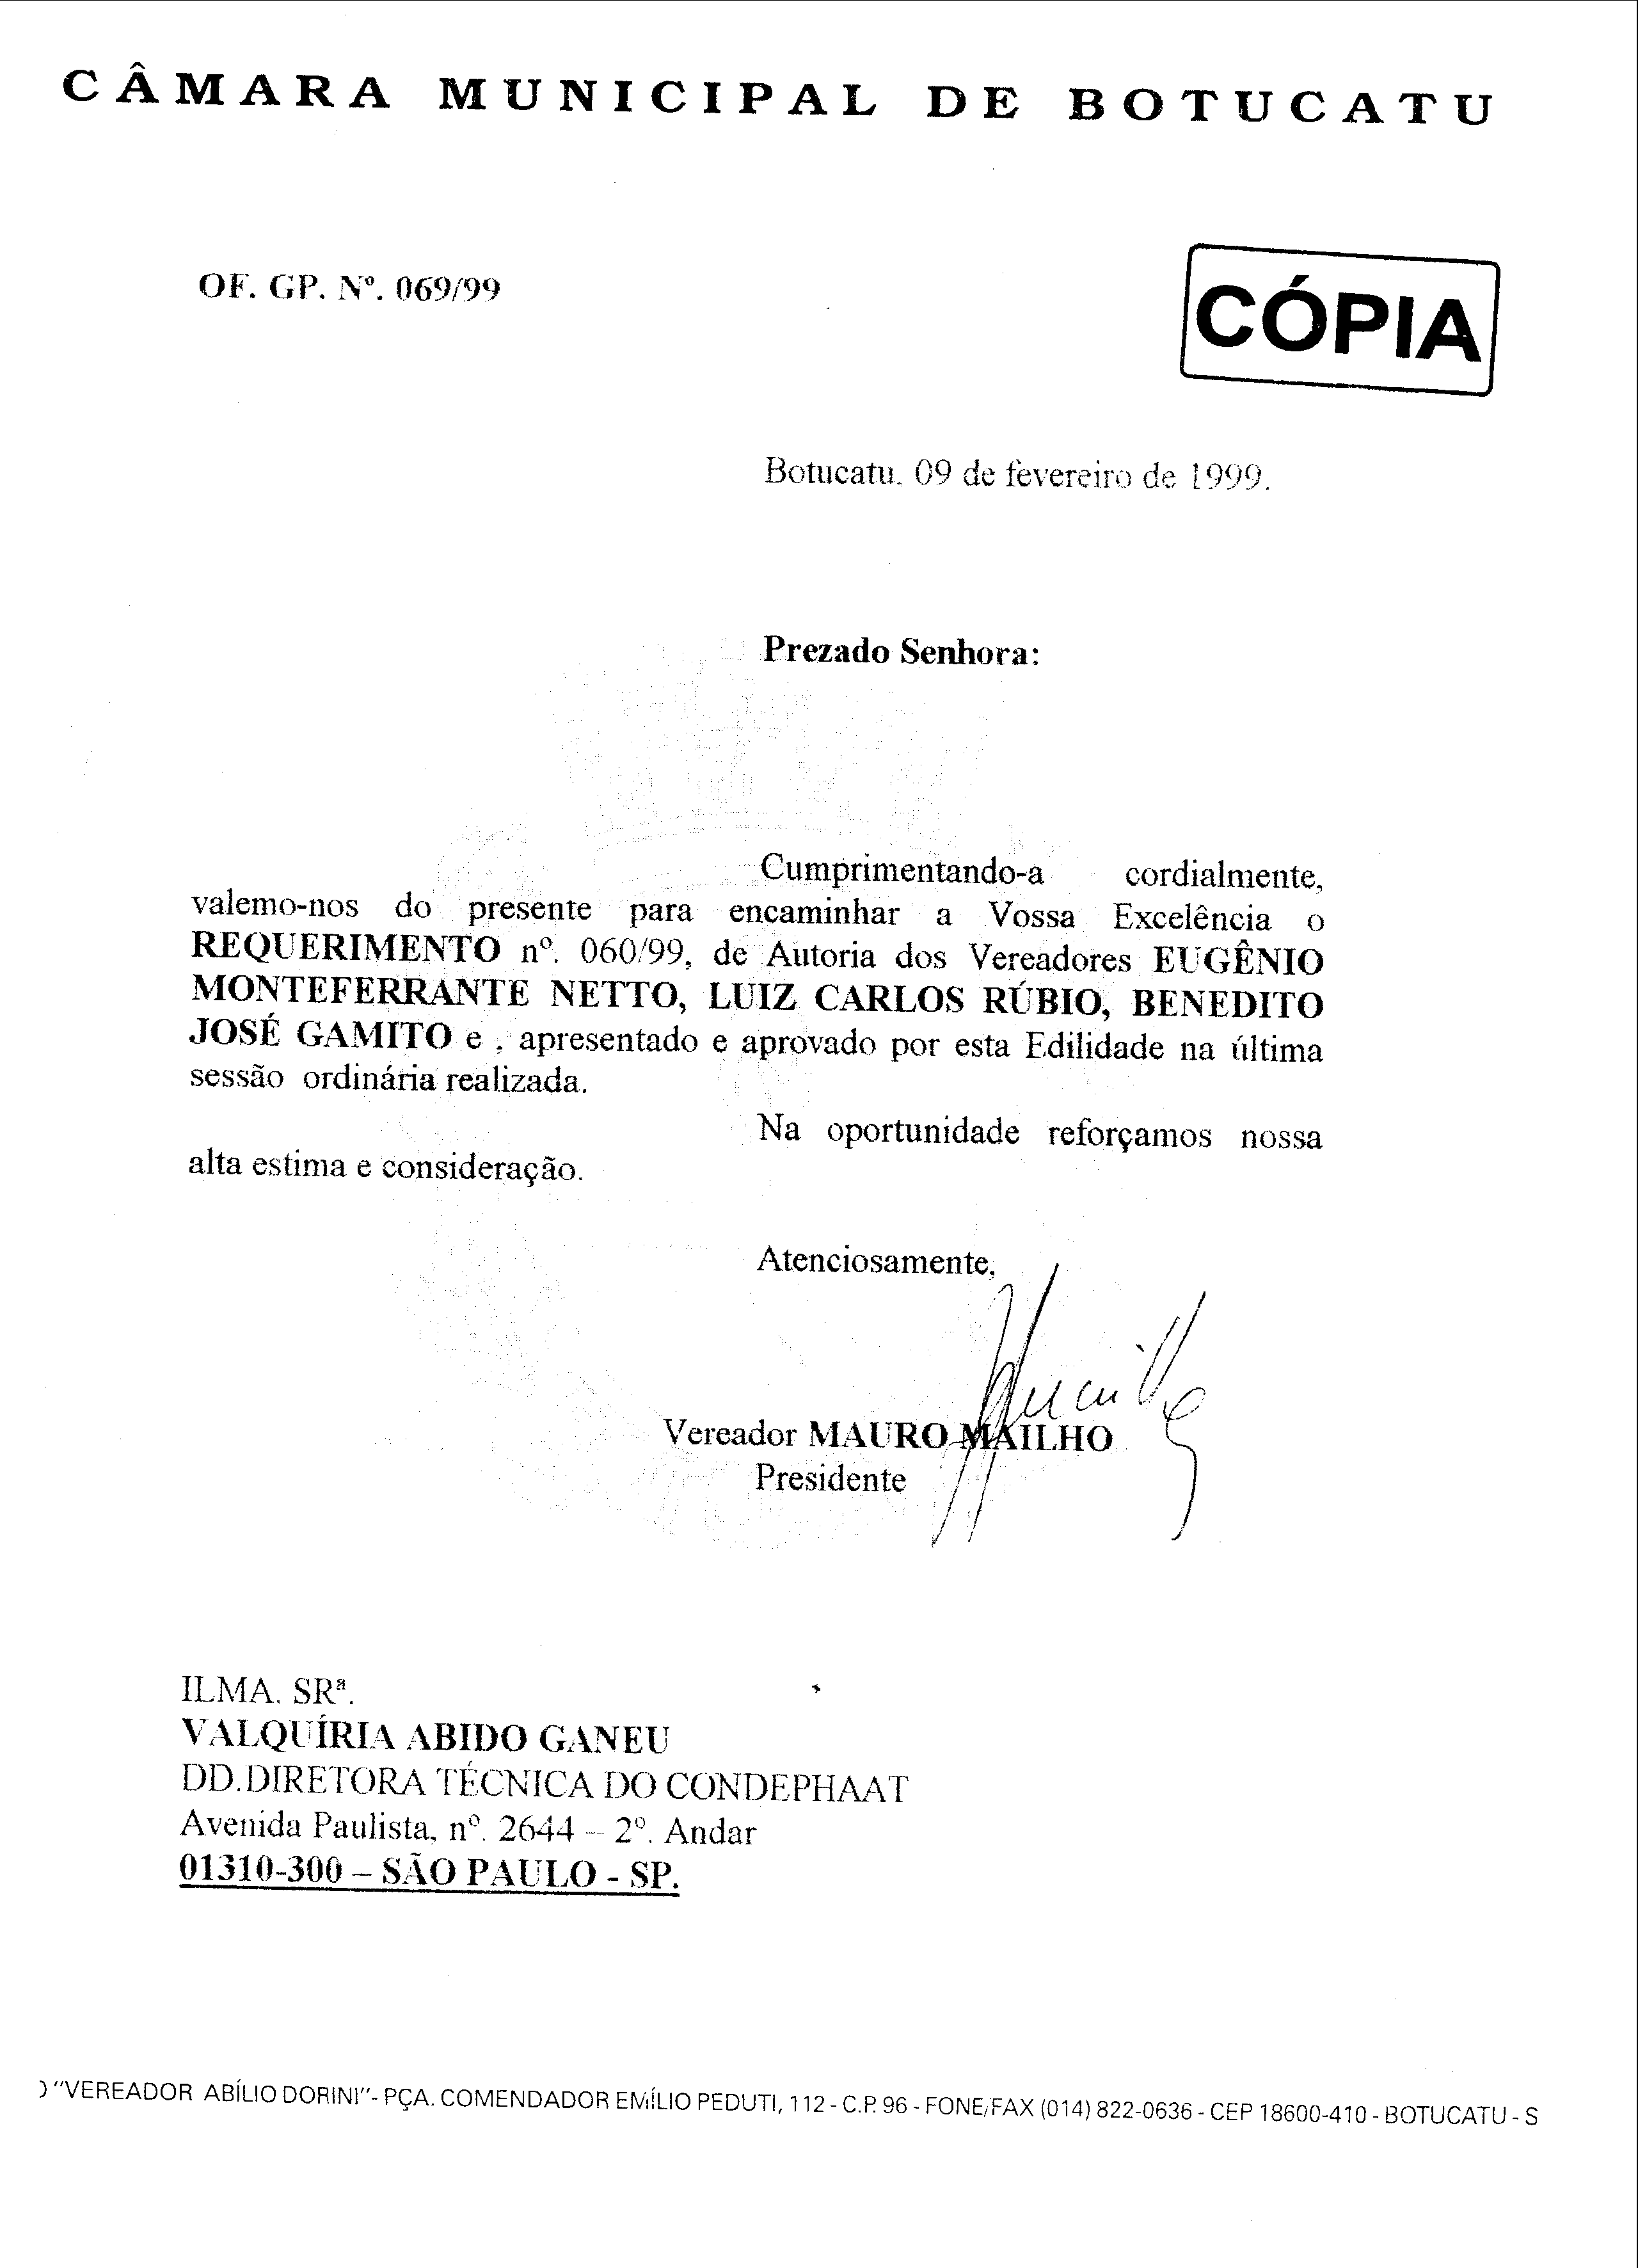 CÂMARA MUNICIPAL DE BOTUCATU
OF. GP. Nº. 069/99
CÓPIA
Botucatu, 09 de fevereiro de 1999.
Prezado Senhora:
Cumprimentando-a cordialmente,
valemo-nos do presente para encaminhar a Vossa Excelência o
REQUERIMENTO nº. 060/99, de Autoria dos Vereadores EUGÊNIO
MONTEFERRANTE NETTO, LUIZ CARLOS RÚBIO, BENEDITO
JOSÉ GAMITO e , apresentado e aprovado por esta Edilidade na última
sessão ordinária realizada.
Na oportunidade reforçamos nossa
alta estima e consideração.
Atenciosamente,
Vereador MAURO MAILHO
Presidente
ILMA. SRª.
VALQUÍRIA ABIDO GANEU
DD.DIRETORA TÉCNICA DO CONDEPHAAT
Avenida Paulista, nº. 2644 – 2º. Andar
01310-300 – SÃO PAULO - SP.
"VEREADOR ABÍLIO DORINI"- PÇA. COMENDADOR EMÍLIO PEDUTI, 112 - C.P. 96 - FONE/FAX (014) 822-0636 - CEP 18600-410 - BOTUCATU - S